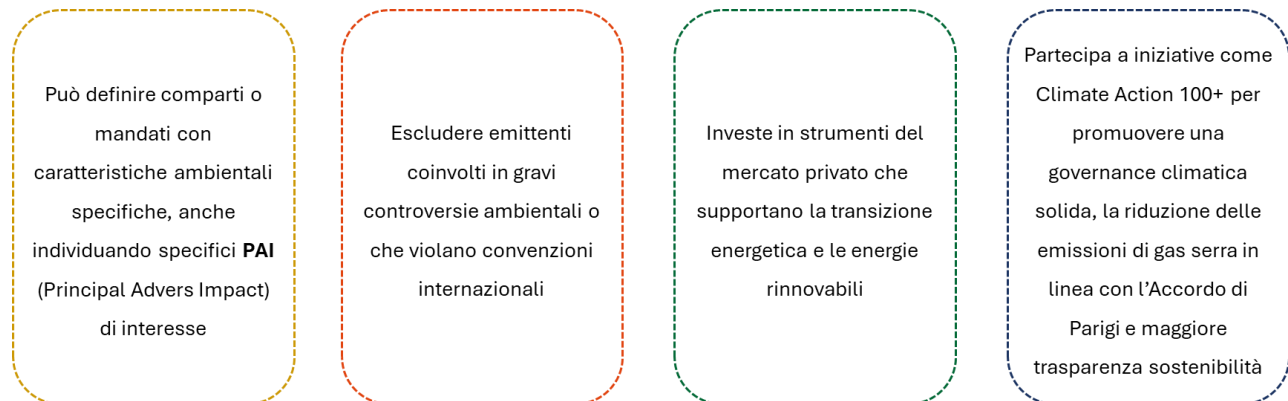 Può definire comparti o
mandati con
caratteristiche ambientali
specifiche, anche
individuando specifici PAI
(Principal Advers Impact)
di interesse
Escludere emittenti
coinvolti in gravi
controversie ambientali o
che violano convenzioni
internazionali
Investe in strumenti del
mercato privato che
supportano la transizione
energetica e le energie
rinnovabili
Partecipa a iniziative come
Climate Action 100+ per
promuovere una
governance climatica
solida, la riduzione delle
emissioni di gas serra in
linea con l’Accordo di
Parigi e maggiore
trasparenza sostenibilità